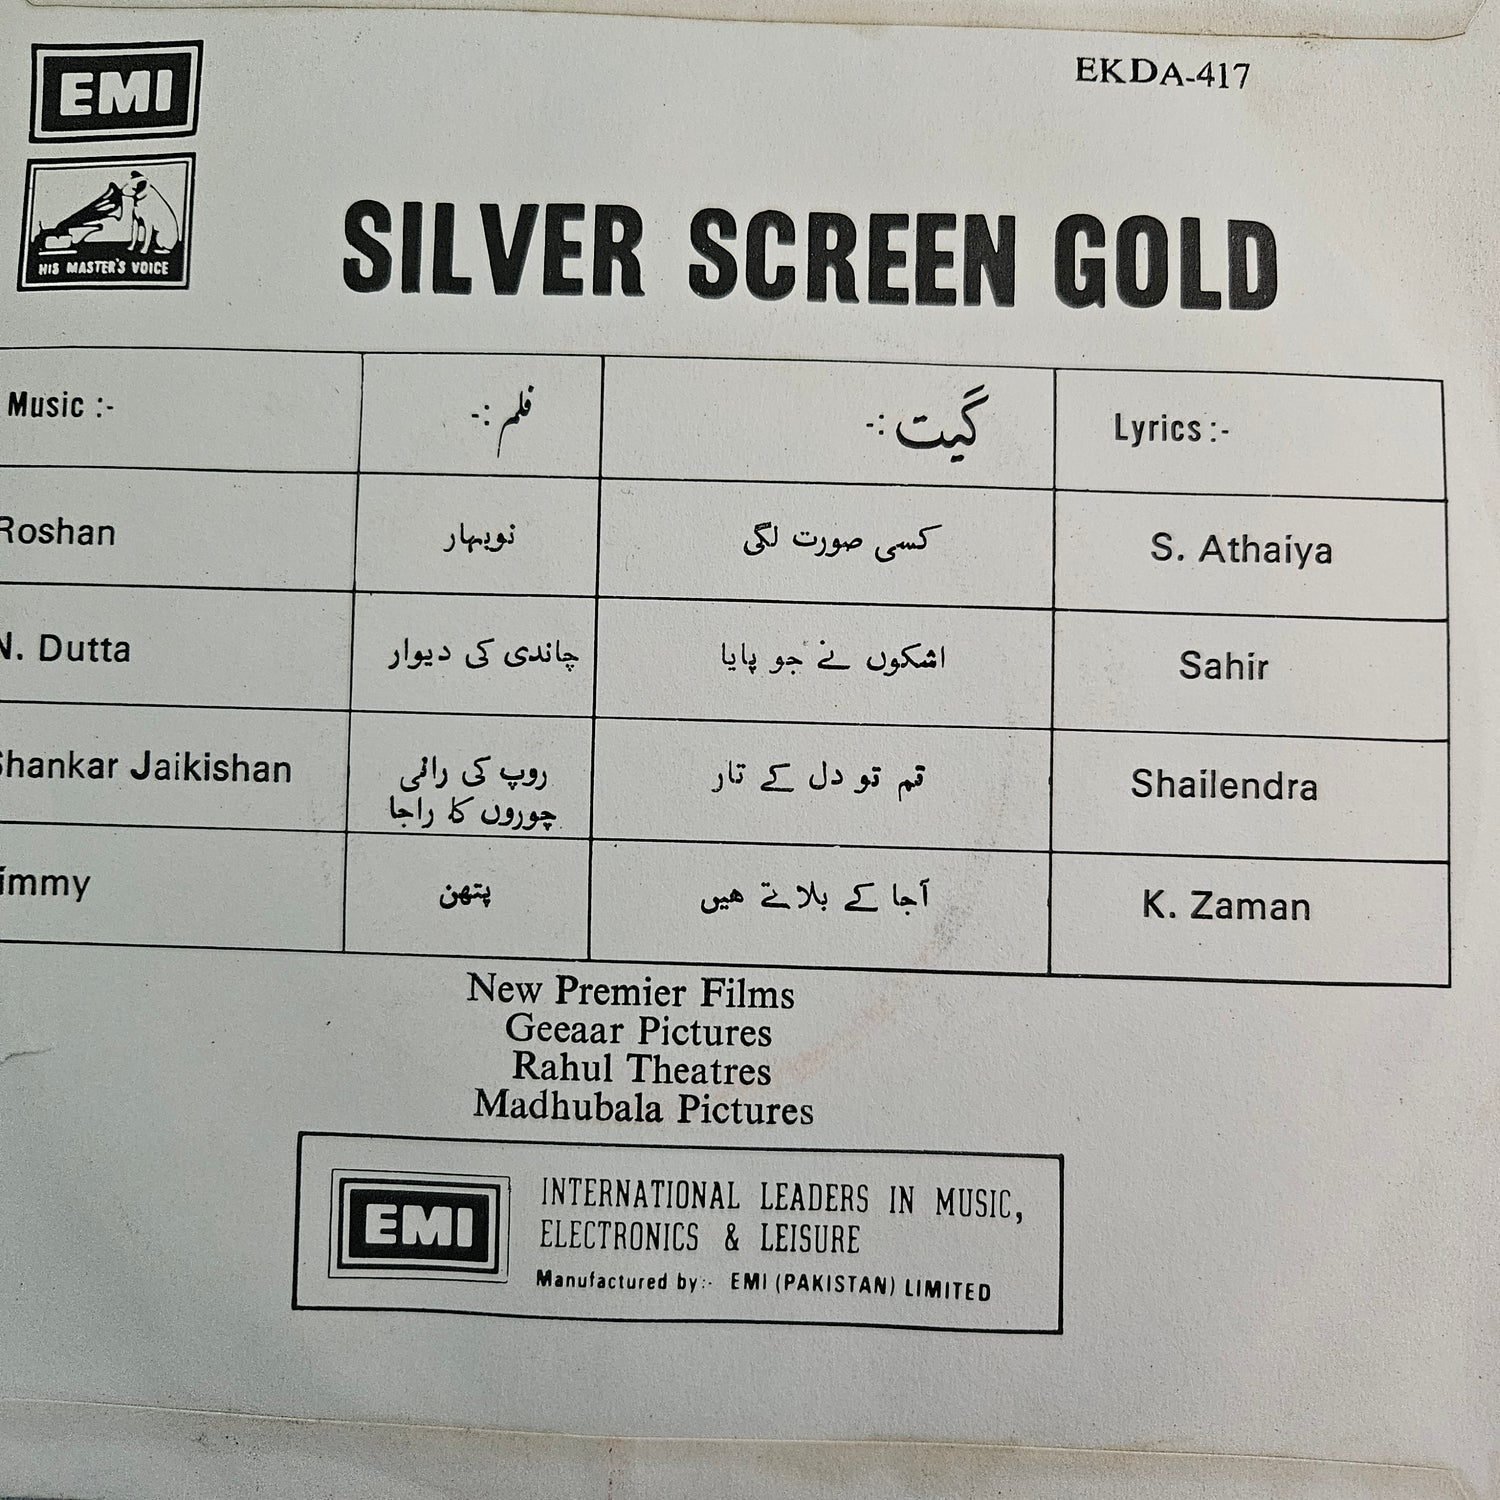 EMI
EKDA-417
HIS MASTER'S VOICE
SILVER SCREEN GOLD
Music :-
فلم :-
گیت :-
Lyrics :-
Roshan
نوبہار
کسی صورت لگی
S. Athaiya
N. Dutta
چاندی کی دیوار
اشکوں نے جو پایا
Sahir
Shankar Jaikishan
روپ کی رانی
چوروں کا راجا
تم تو دل کے تار
Shailendra
immy
پتھن
آجا کے بلاتے ھیں
K. Zaman
New Premier Films
Geeaar Pictures
Rahul Theatres
Madhubala Pictures
EMI
INTERNATIONAL LEADERS IN MUSIC,
ELECTRONICS & LEISURE
Manufactured by:- EMI (PAKISTAN) LIMITED